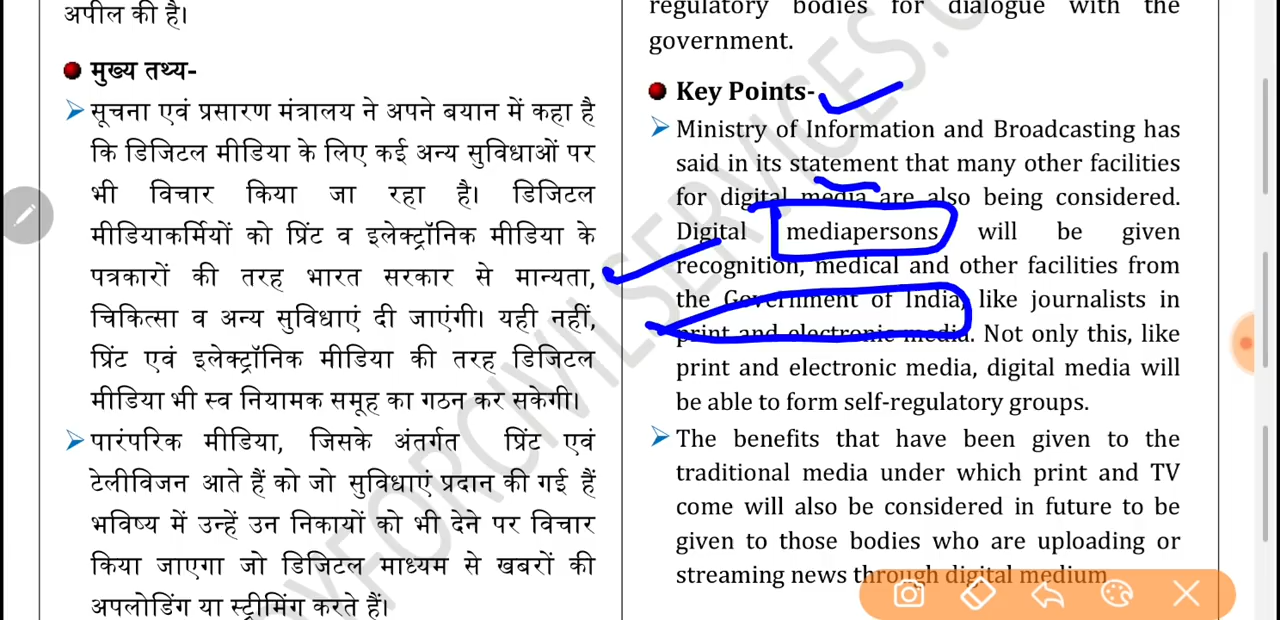 अपील की है।
मुख्य तथ्य-
सूचना एवं प्रसारण मंत्रालय ने अपने बयान में कहा है
कि डिजिटल मीडिया के लिए कई अन्य सुविधाओं पर
भी विचार किया जा रहा है। डिजिटल
मीडियाकर्मियों को प्रिंट व इलेक्ट्रॉनिक मीडिया के
पत्रकारों की तरह भारत सरकार से मान्यता,
चिकित्सा व अन्य सुविधाएं दी जाएंगी। यही नहीं,
प्रिंट एवं इलेक्ट्रॉनिक मीडिया की तरह डिजिटल
मीडिया भी स्व नियामक समूह का गठन कर सकेगी।
पारंपरिक मीडिया, जिसके अंतर्गत प्रिंट एवं
टेलीविजन आते हैं को जो सुविधाएं प्रदान की गई हैं
भविष्य में उन्हें उन निकायों को भी देने पर विचार
किया जाएगा जो डिजिटल माध्यम से खबरों की
अपलोडिंग या स्ट्रीमिंग करते हैं।
regulatory bodies for dialogue with the
government.
Key Points-
Ministry of Information and Broadcasting has
said in its statement that many other facilities
for digital media are also being considered.
Digital mediapersons will be given
recognition, medical and other facilities from
the Government of India, like journalists in
print and electronic media. Not only this, like
print and electronic media, digital media will
be able to form self-regulatory groups.
The benefits that have been given to the
traditional media under which print and TV
come will also be considered in future to be
given to those bodies who are uploading or
streaming news through digital medium